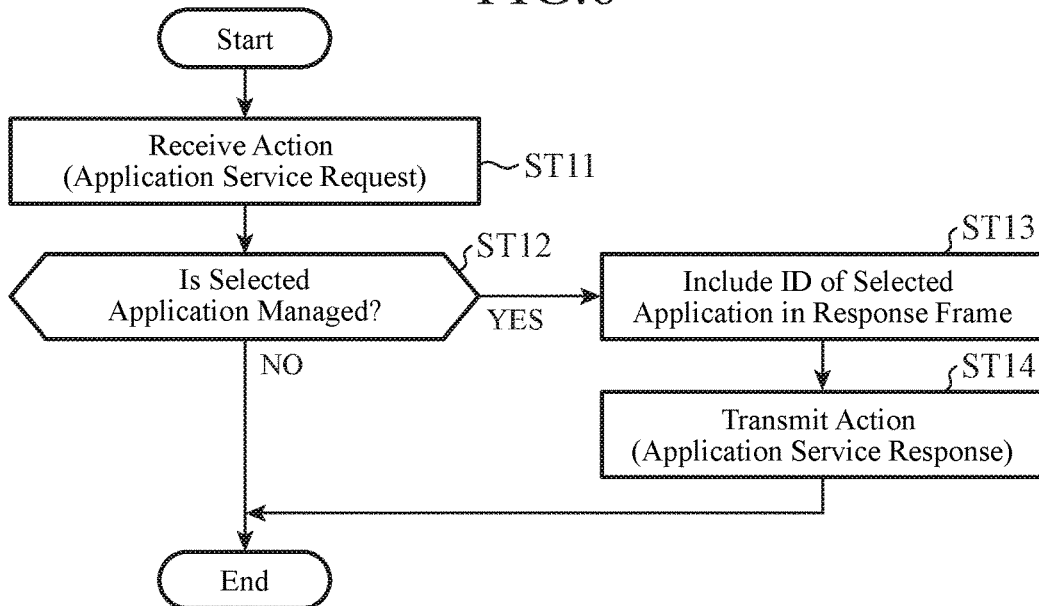 Start
Receive Action
(Application Service Request)
ST11
Is Selected
Application Managed?
ST12
YES
NO
ST13
Include ID of Selected
Application in Response Frame
ST14
Transmit Action
(Application Service Response)
End